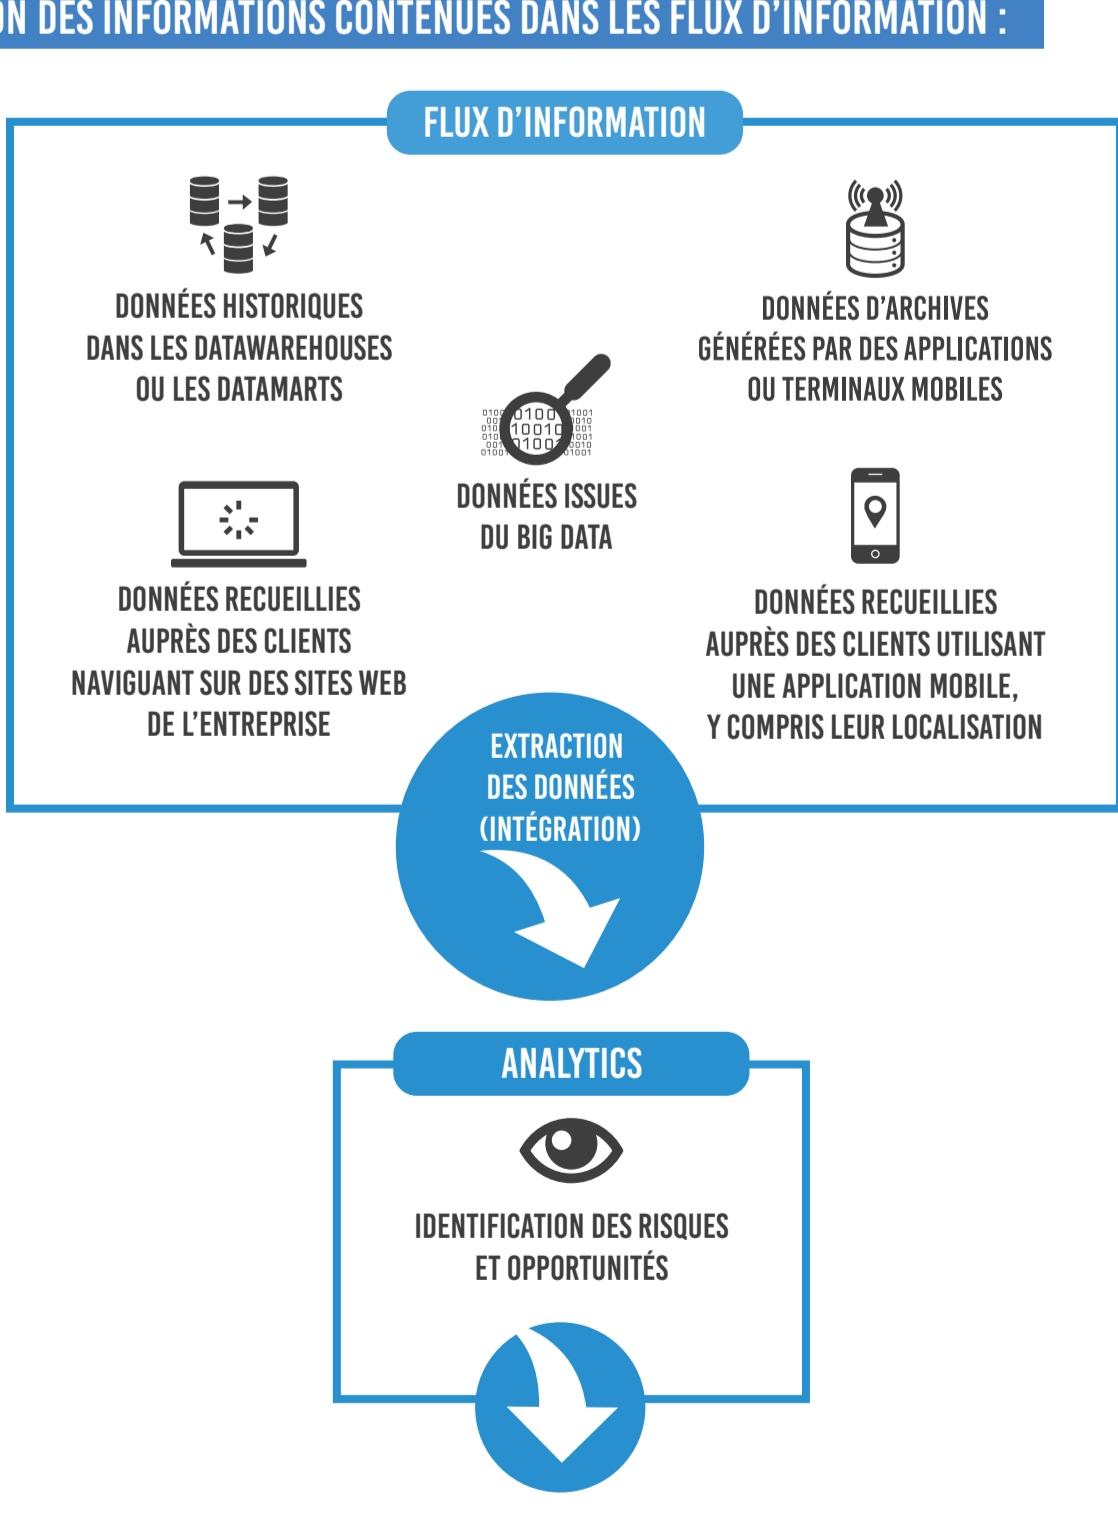 DES INFORMATIONS CONTENUES DANS LES FLUX D'INFORMATION :
FLUX D'INFORMATION
DONNÉES HISTORIQUES
DANS LES DATAWAREHOUSES
OU LES DATAMARTS
DONNÉES D'ARCHIVES
GÉNÉRÉES PAR DES APPLICATIONS
OU TERMINAUX MOBILES
DONNÉES ISSUES
DU BIG DATA
DONNÉES RECUEILLIES
AUPRÈS DES CLIENTS
NAVIGUANT SUR DES SITES WEB
DE L'ENTREPRISE
DONNÉES RECUEILLIES
AUPRÈS DES CLIENTS UTILISANT
UNE APPLICATION MOBILE,
Y COMPRIS LEUR LOCALISATION
EXTRACTION
DES DONNÉES
(INTÉGRATION)
ANALYTICS
IDENTIFICATION DES RISQUES
ET OPPORTUNITÉS